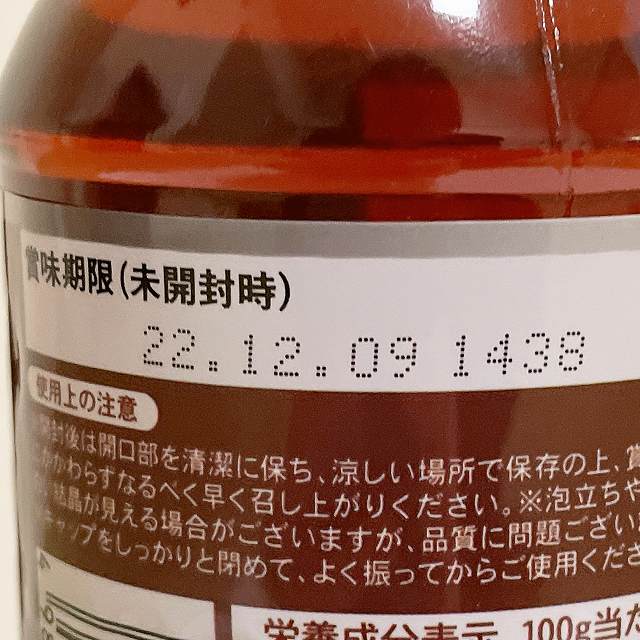 賞味期限(未開封時)
22.12.09 1438
使用上の注意
封後は開口部を清潔に保ち、涼しい場所で保存の上、賞
かかわらずなるべく早く召し上がりください。※泡立ちや
結晶が見える場合がございますが、品質に問題ござい
キャップをしっかりと閉めて、よく振ってからご使用くださ
栄養成分表示 100g当た